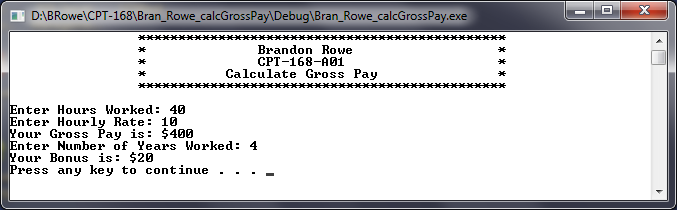 D:\BRowe\CPT-168\Bran_Rowe_calcGrossPay\Debug\Bran_Rowe_calcGrossPay.exe
**********************************************
* Brandon Rowe *
* CPT-168-A01 *
* Calculate Gross Pay *
**********************************************
Enter Hours Worked: 40
Enter Hourly Rate: 10
Your Gross Pay is: $400
Enter Number of Years Worked: 4
Your Bonus is: $20
Press any key to continue . . . _